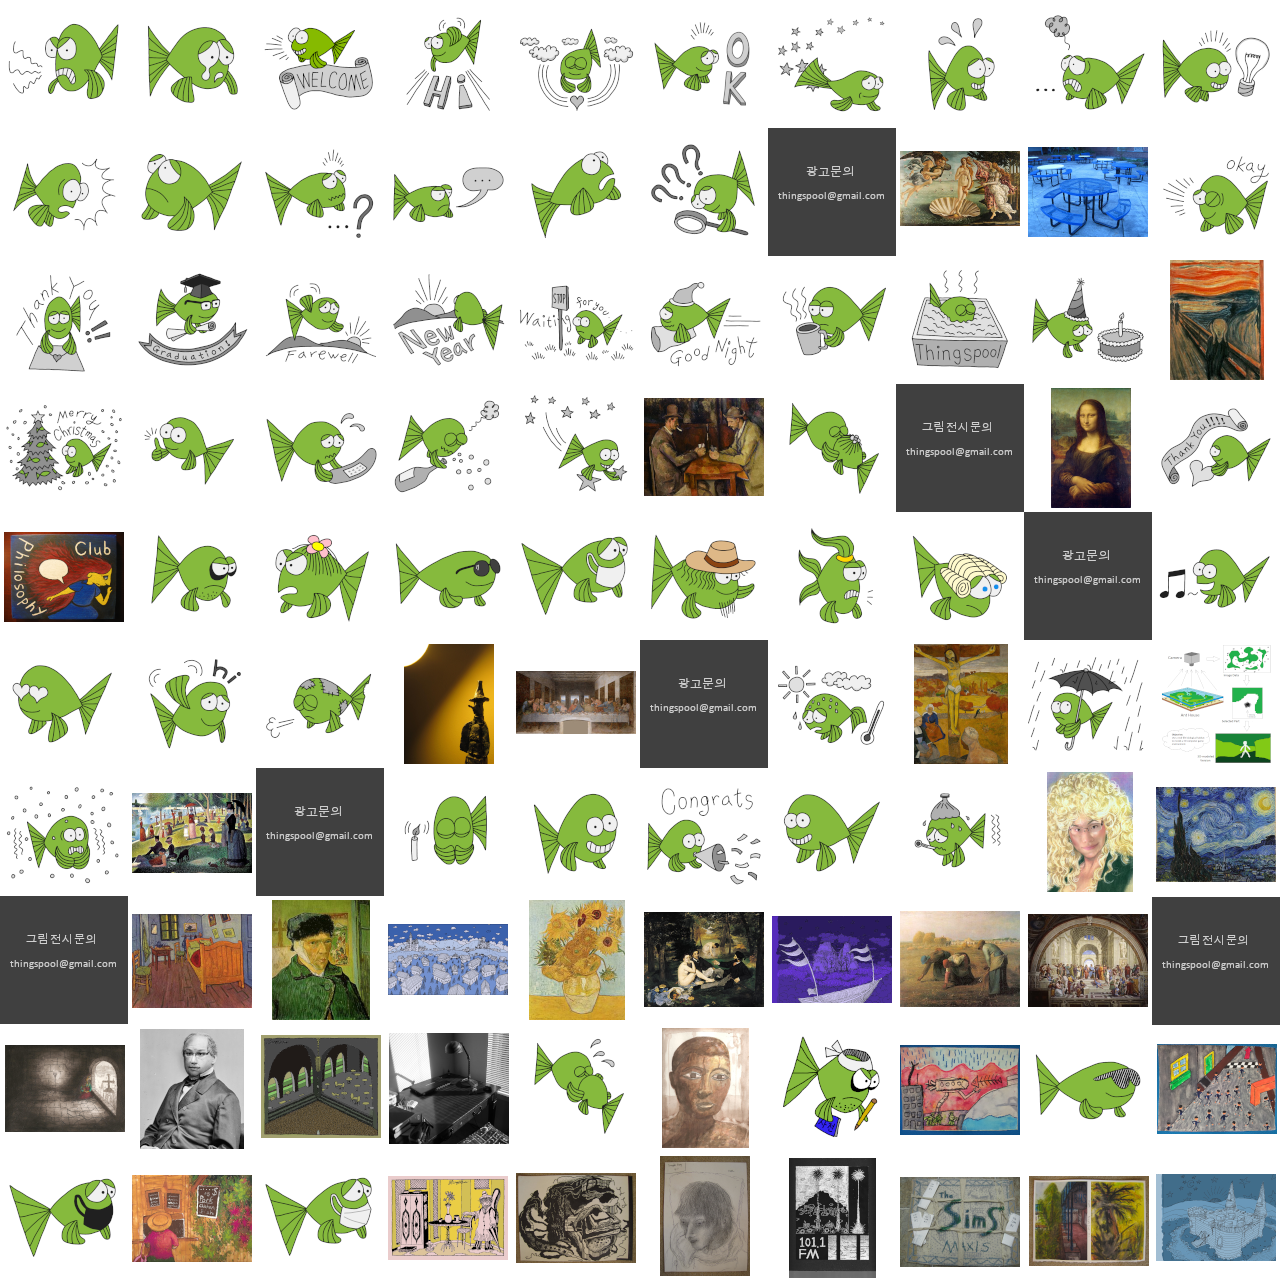 WELCOME
Hi
OK
...
...
?
...
???
광고문의
thingspool@gmail.com
okay
Thank You
!!
Graduation!
Farewell
New Year
STOP
Waiting for you
Good Night
Thingspool
Merry Christmas
그림전시문의
thingspool@gmail.com
Thank You!!!!
Philosophy Club
광고문의
thingspool@gmail.com
hi
광고문의
thingspool@gmail.com
광고문의
thingspool@gmail.com
Congrats
그림전시문의
thingspool@gmail.com
그림전시문의
thingspool@gmail.com
101.1
FM
The
Sims
MAXIS